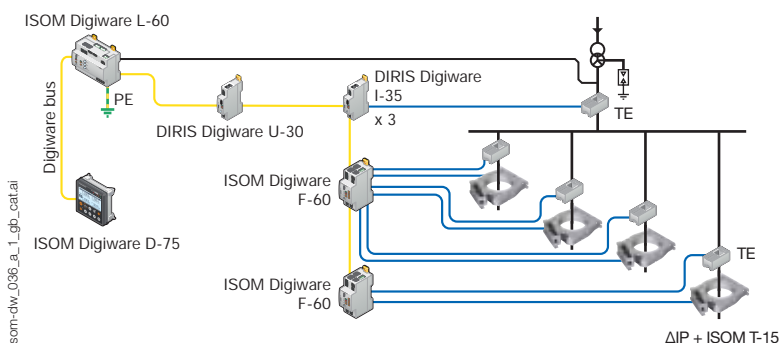 ISOM Digiware L-60
PE
Digiware bus
DIRIS Digiware U-30
DIRIS Digiware
I-35
x 3
TE
ISOM Digiware D-75
ISOM Digiware
F-60
ISOM Digiware
F-60
TE
ΔIP + ISOM T-15
som-dw_036_a_1_gb_cat.ai